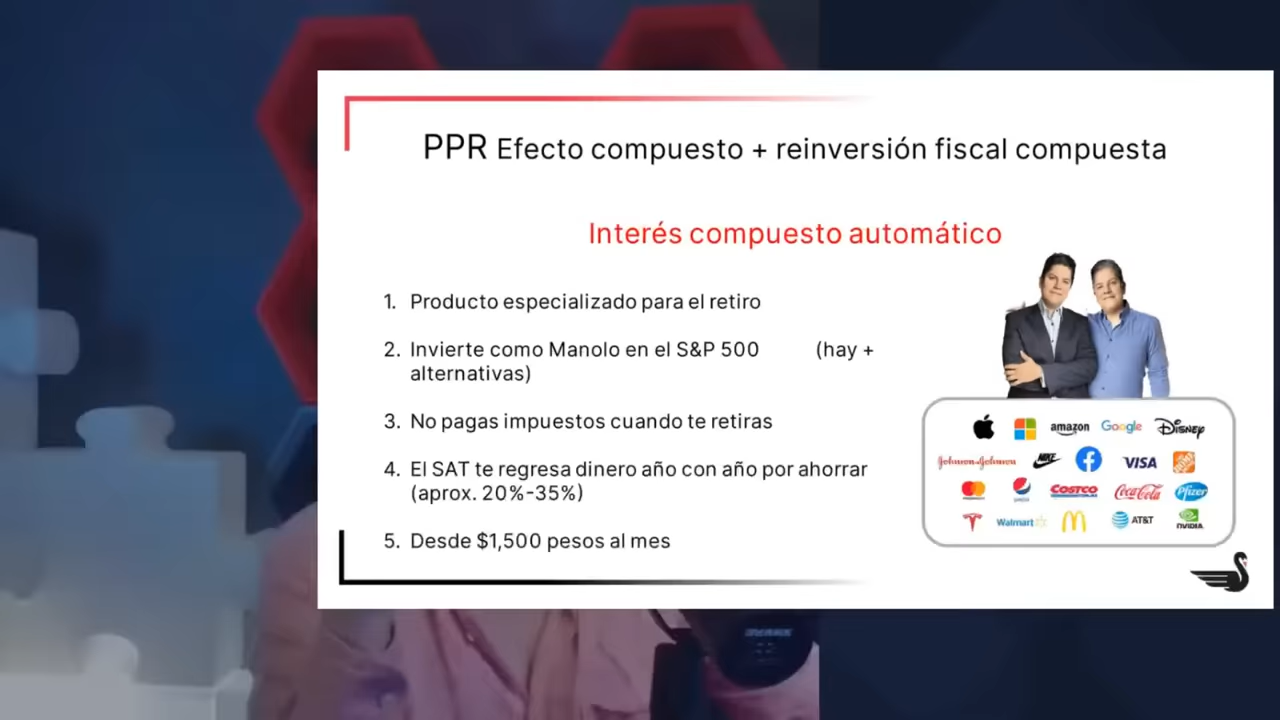 PPR Efecto compuesto + reinversión fiscal compuesta
Interés compuesto automático
1. Producto especializado para el retiro
2. Invierte como Manolo en el S&P 500 (hay +
alternativas)
3. No pagas impuestos cuando te retiras
4. El SAT te regresa dinero año con año por ahorrar
(aprox. 20%-35%)
5. Desde $1,500 pesos al mes
amazon Google Disney
Johnson & Johnson NIKE VISA
COSTCO Coca-Cola Pfizer
Walmart AT&T NVIDIA